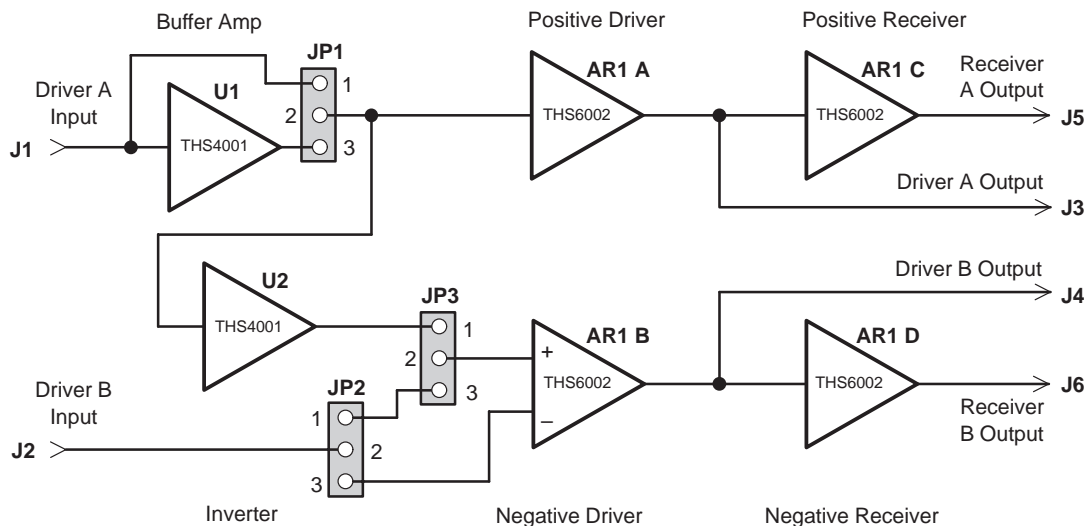 Buffer Amp
Positive Driver
Positive Receiver
JP1
U1
AR1 A
AR1 C
Receiver
A Output
Driver A
Input
1
2
3
J1
THS4001
THS6002
THS6002
J5
Driver A Output
J3
U2
JP3
Driver B Output
J4
THS4001
1
2
3
AR1 B
AR1 D
+
–
THS6002
THS6002
J6
Driver B
Input
JP2
1
2
3
J2
Receiver
B Output
Inverter
Negative Driver
Negative Receiver